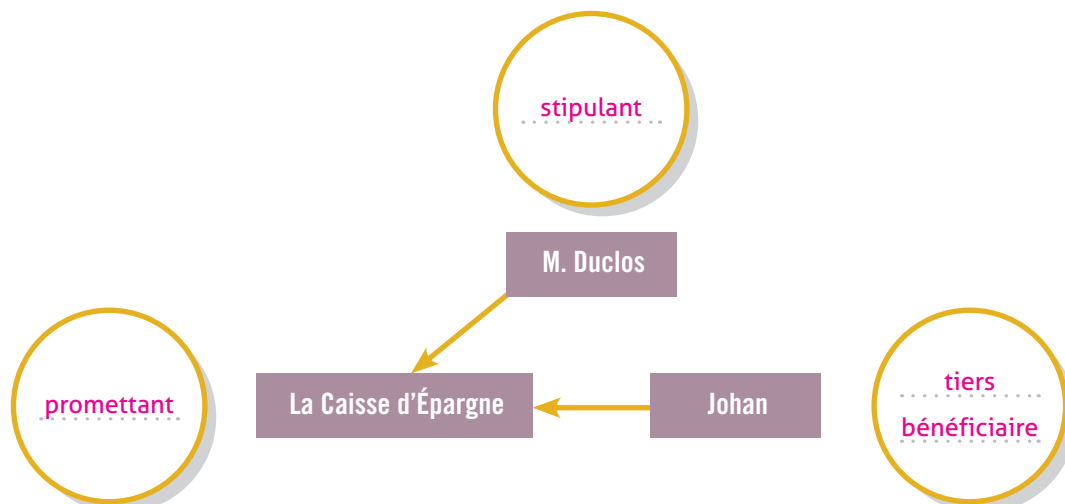 stipulant
M. Duclos
promettant
La Caisse d'Épargne
Johan
tiers
bénéficiaire